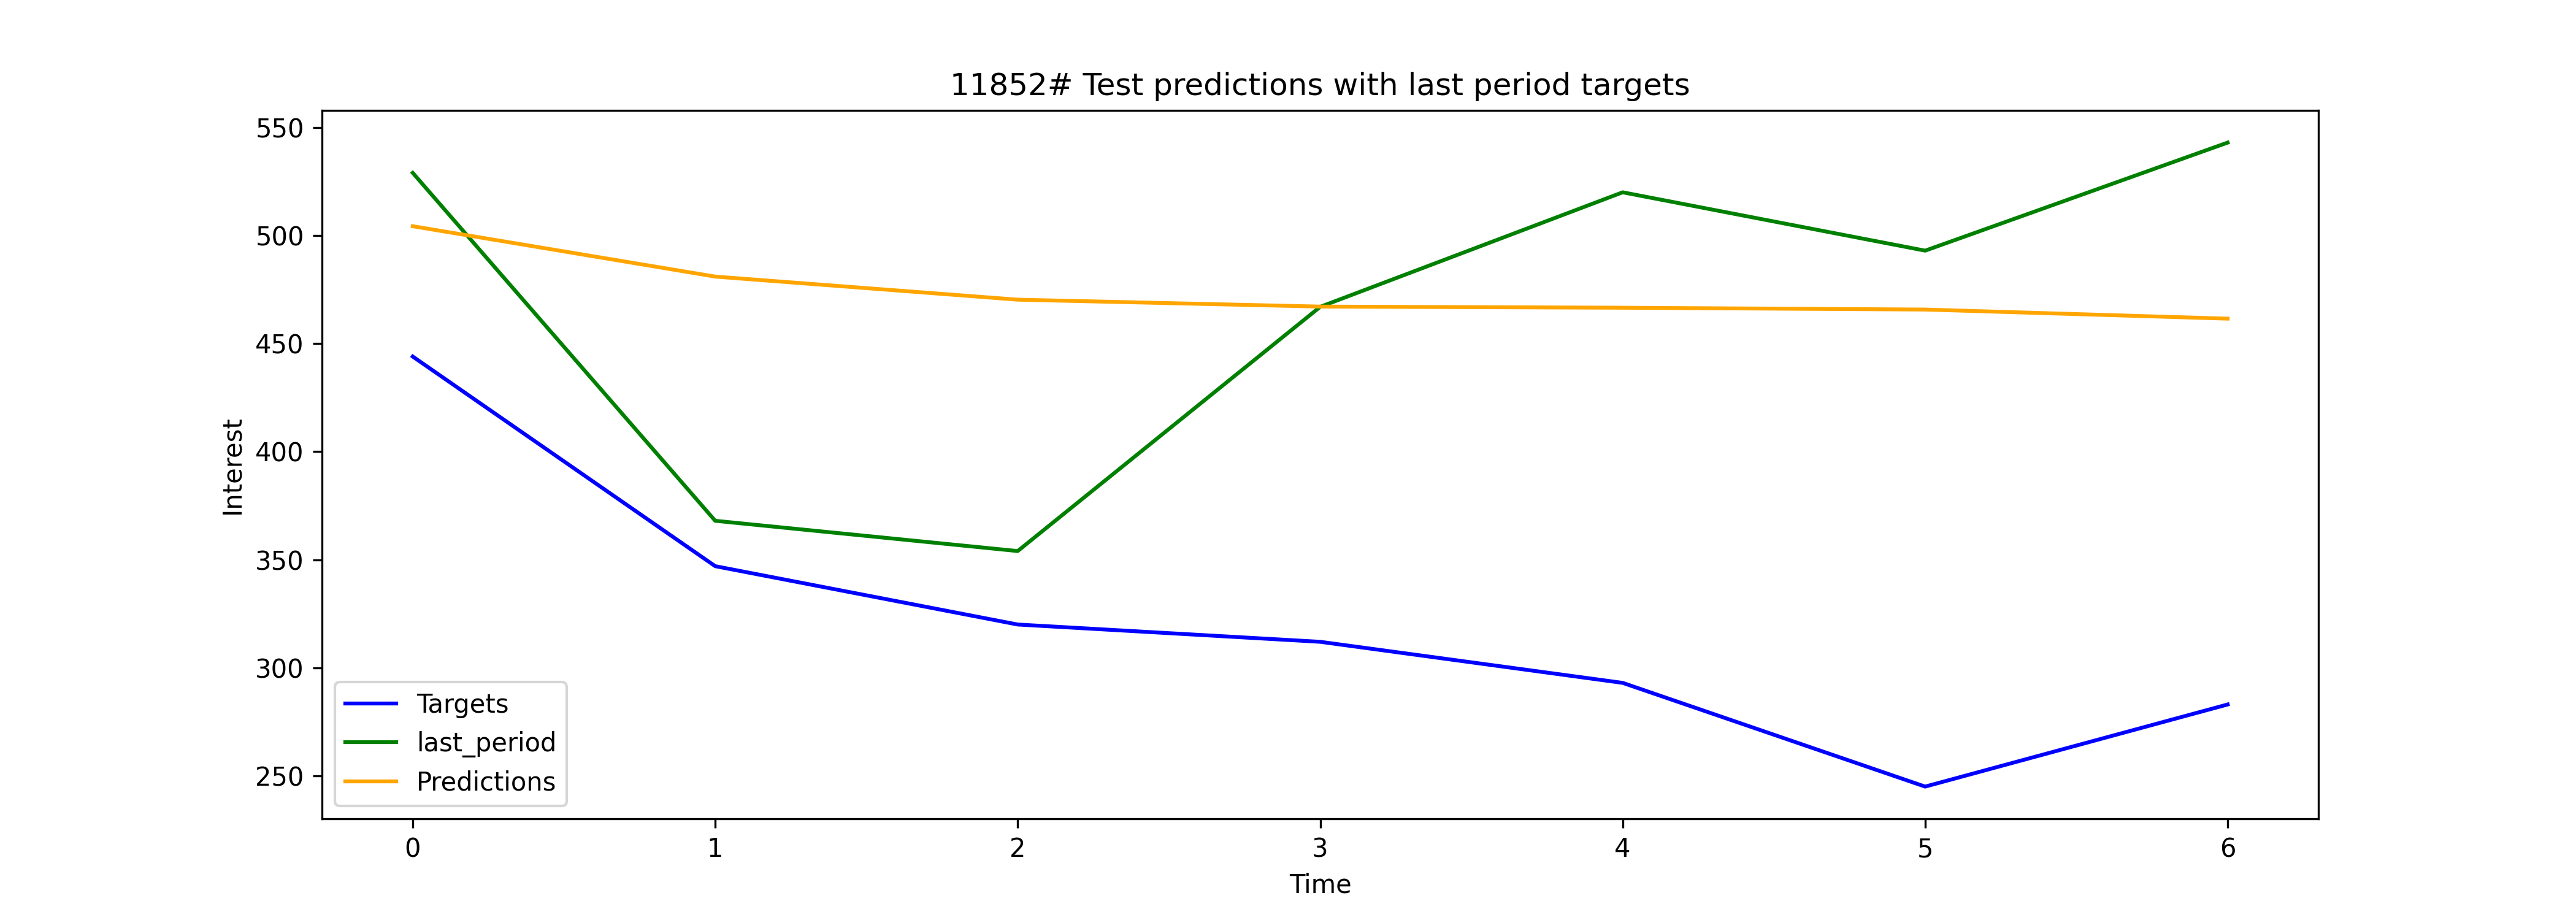 11852# Test predictions with last period targets
550
500
450
400
350
300
250
Interest
Targets
last_period
Predictions
0 1 2 3 4 5 6
Time